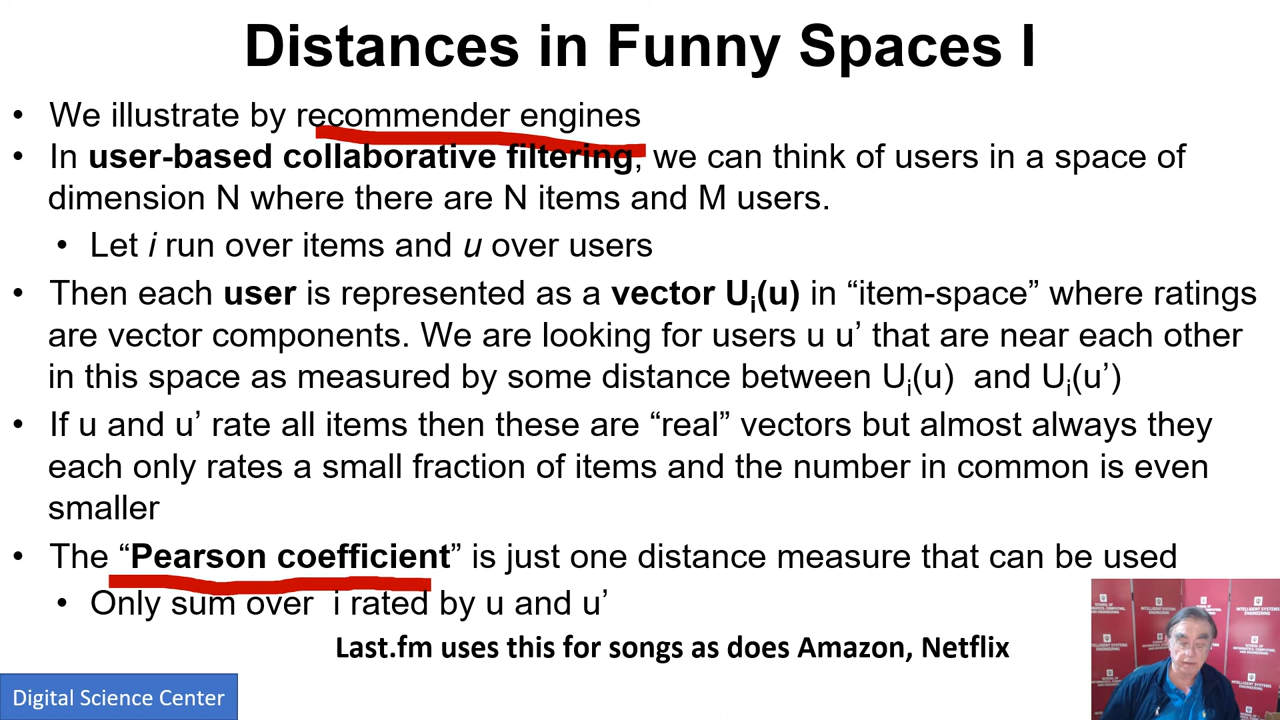 Distances in Funny Spaces I
• We illustrate by recommender engines
• In user-based collaborative filtering, we can think of users in a space of
dimension N where there are N items and M users.
• Let i run over items and u over users
• Then each user is represented as a vector Ui(u) in “item-space” where ratings
are vector components. We are looking for users u u’ that are near each other
in this space as measured by some distance between Ui(u) and Ui(u’)
• If u and u’ rate all items then these are “real” vectors but almost always they
each only rates a small fraction of items and the number in common is even
smaller
• The “Pearson coefficient” is just one distance measure that can be used
• Only sum over i rated by u and u’
Last.fm uses this for songs as does Amazon, Netflix
Digital Science Center
INTELLIGENT SYSTEMS
ENGINEERING